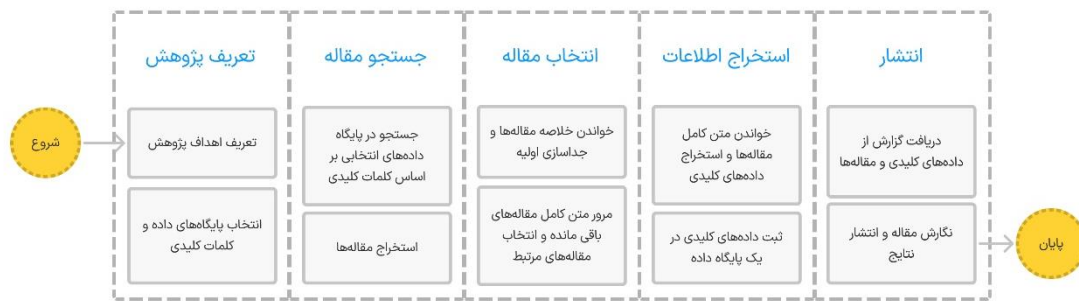 شروع
تعریف پژوهش
تعریف اهداف پژوهش
انتخاب پایگاه‌های داده و
کلمات کلیدی
جستجو مقاله
جستجو در پایگاه
داده‌های انتخابی بر
اساس کلمات کلیدی
استخراج مقاله‌ها
انتخاب مقاله
خواندن خلاصه مقاله‌ها و
جداسازی اولیه
مرور متن کامل مقاله‌های
باقی مانده و انتخاب
مقاله‌های مرتبط
استخراج اطلاعات
خواندن متن کامل
مقاله‌ها و استخراج
داده‌های کلیدی
ثبت داده‌های کلیدی در
یک پایگاه داده
انتشار
دریافت گزارش از
داده‌های کلیدی و مقاله‌ها
نگارش مقاله و انتشار
نتایج
پایان